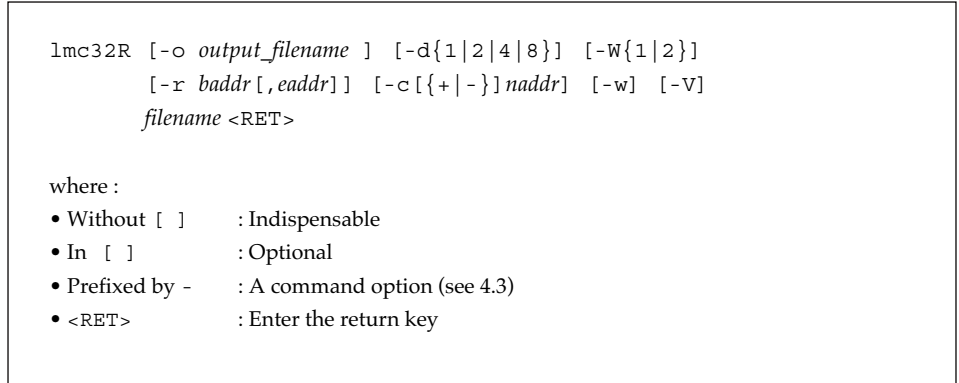 lmc32R [-o output_filename ] [-d{1|2|4|8}] [-W{1|2}]
[-r baddr[,eaddr]] [-c[{+|-}]naddr] [-w] [-V]
filename <RET>
where :
• Without [ ] : Indispensable
• In [ ] : Optional
• Prefixed by - : A command option (see 4.3)
• <RET> : Enter the return key